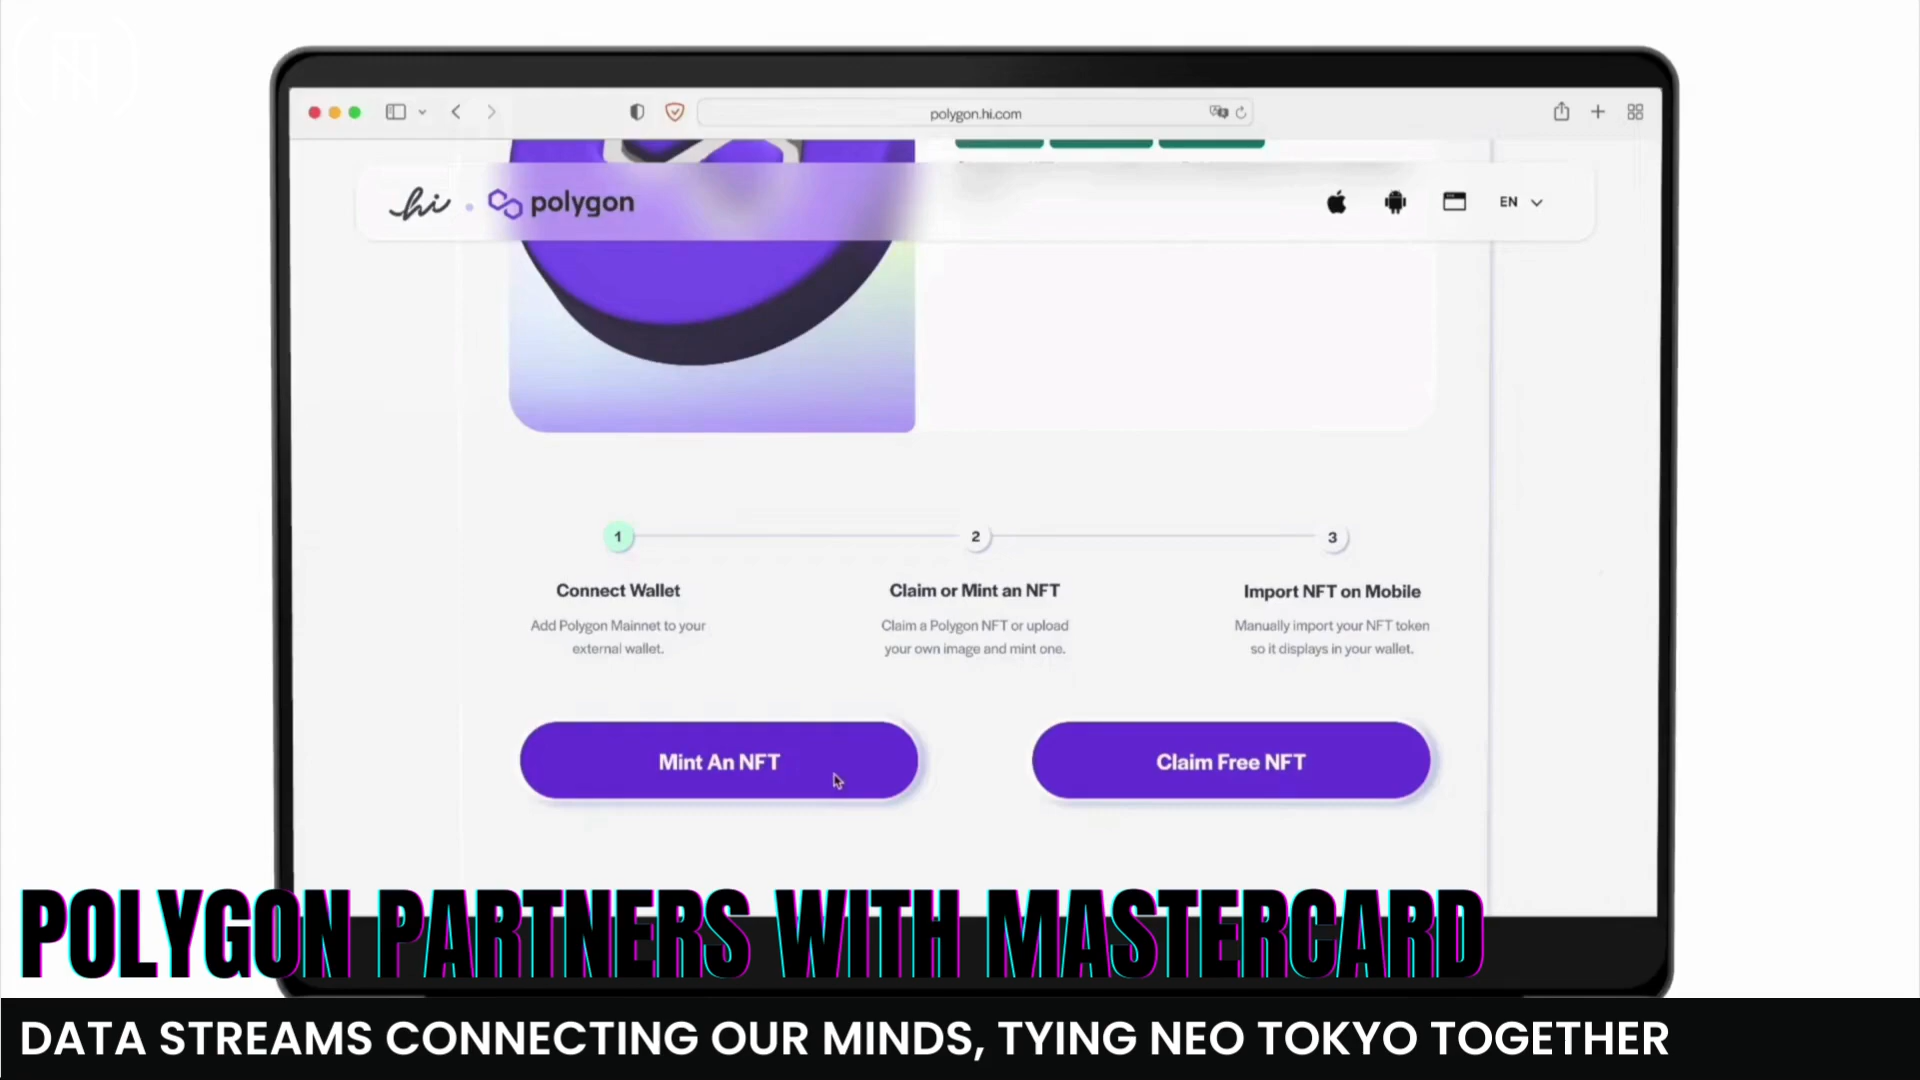 polygon.hi.com
hi • polygon
EN
1 2 3
Connect Wallet
Add Polygon Mainnet to your
external wallet.
Claim or Mint an NFT
Claim a Polygon NFT or upload
your own image and mint one.
Import NFT on Mobile
Manually import your NFT token
so it displays in your wallet.
Mint An NFT
Claim Free NFT
POLYGON PARTNERS WITH MASTERCARD
DATA STREAMS CONNECTING OUR MINDS, TYING NEO TOKYO TOGETHER